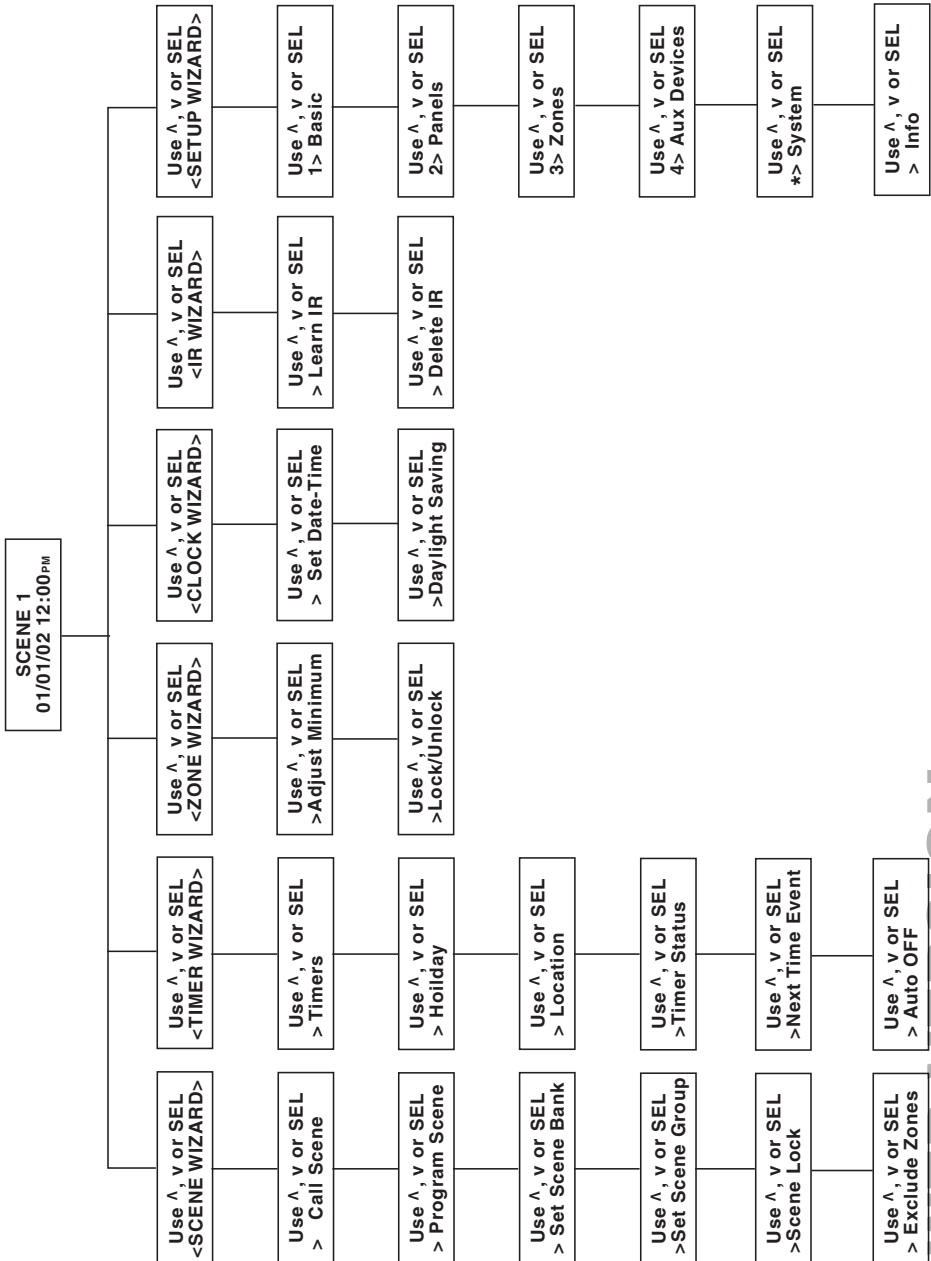 SCENE 1
01/01/02 12:00PM
Use ^, v or SEL
<SCENE WIZARD>
Use ^, v or SEL
> Call Scene
Use ^, v or SEL
> Program Scene
Use ^, v or SEL
> Set Scene Bank
Use ^, v or SEL
>Set Scene Group
Use ^, v or SEL
>Scene Lock
Use ^, v or SEL
> Exclude Zones
Use ^, v or SEL
<TIMER WIZARD>
Use ^, v or SEL
> Timers
Use ^, v or SEL
> Hoilday
Use ^, v or SEL
> Location
Use ^, v or SEL
>Timer Status
Use ^, v or SEL
>Next Time Event
Use ^, v or SEL
> Auto OFF
Use ^, v or SEL
<ZONE WIZARD>
Use ^, v or SEL
>Adjust Minimum
Use ^, v or SEL
>Lock/Unlock
Use ^, v or SEL
<CLOCK WIZARD>
Use ^, v or SEL
> Set Date-Time
Use ^, v or SEL
>Daylight Saving
Use ^, v or SEL
<IR WIZARD>
Use ^, v or SEL
> Learn IR
Use ^, v or SEL
> Delete IR
Use ^, v or SEL
<SETUP WIZARD>
Use ^, v or SEL
1> Basic
Use ^, v or SEL
2> Panels
Use ^, v or SEL
3> Zones
Use ^, v or SEL
4> Aux Devices
Use ^, v or SEL
*> System
Use ^, v or SEL
> Info